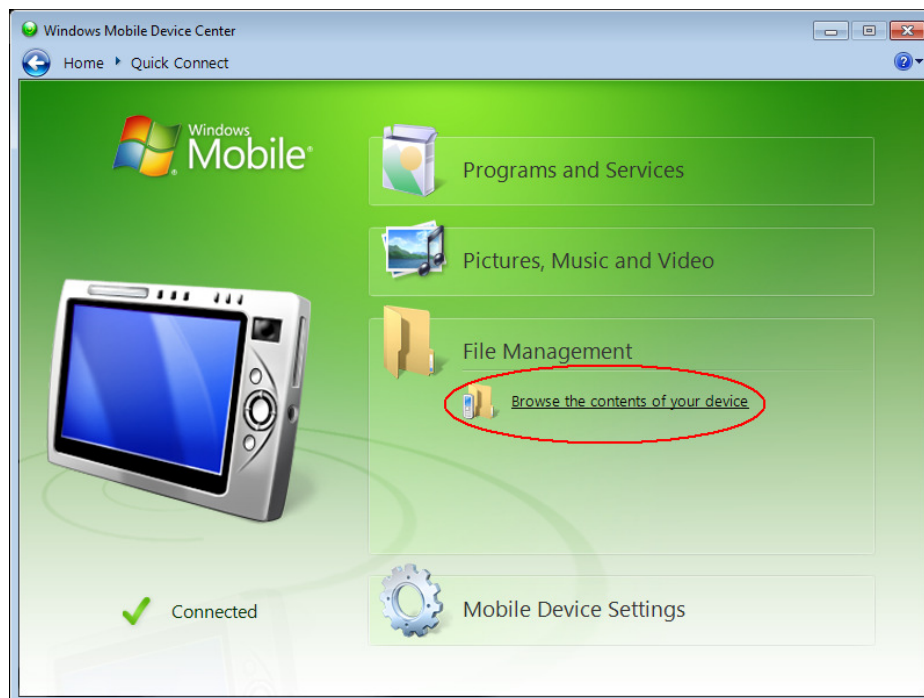 Windows Mobile Device Center
Home Quick Connect
Windows
Mobile
Programs and Services
Pictures, Music and Video
File Management
Browse the contents of your device
Connected
Mobile Device Settings